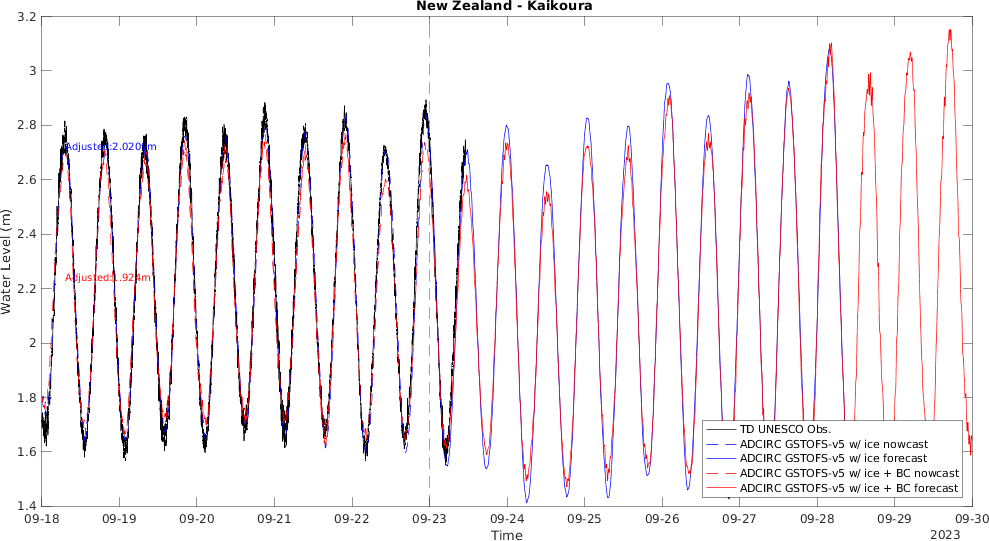 New Zealand - Kaikoura
3.2
3
2.8
2.6
2.4
2.2
2
1.8
1.6
1.4
Water Level (m)
Adjusted:2.020m
Adjusted:1.924m
TD UNESCO Obs.
ADCIRC GSTOFS-v5 w/ ice nowcast
ADCIRC GSTOFS-v5 w/ ice forecast
ADCIRC GSTOFS-v5 w/ ice + BC nowcast
ADCIRC GSTOFS-v5 w/ ice + BC forecast
09-18 09-19 09-20 09-21 09-22 09-23 09-24 09-25 09-26 09-27 09-28 09-29 09-30
Time
2023